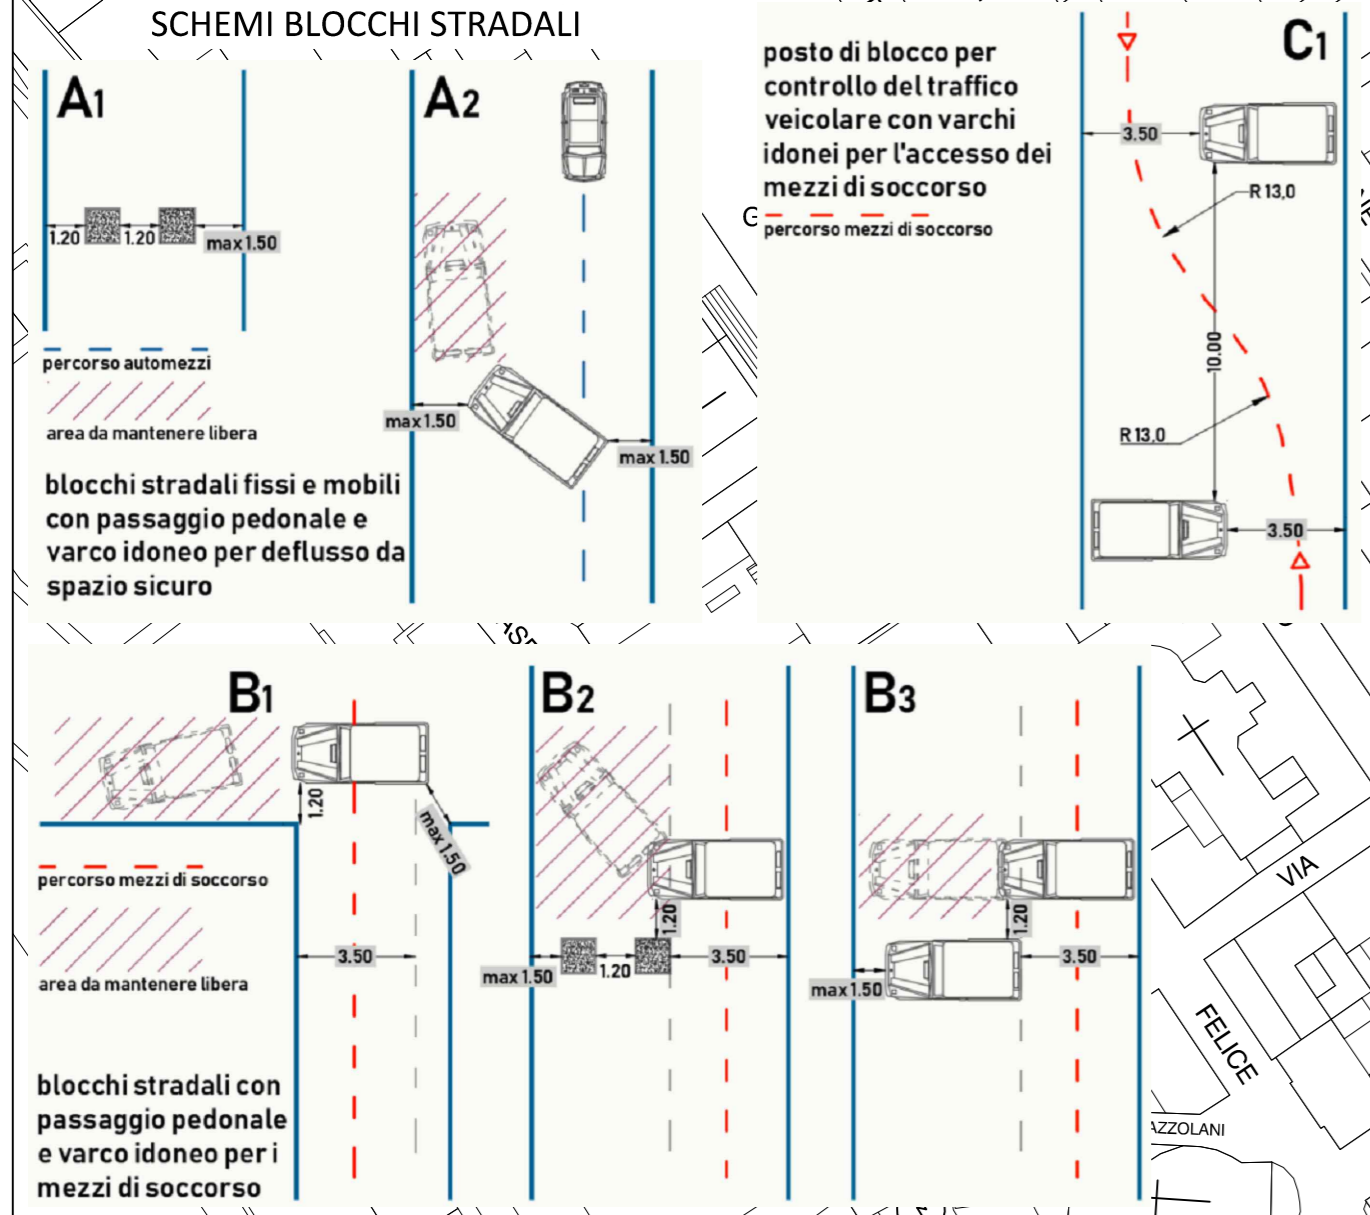 SCHEMI BLOCCHI STRADALI
A1
1.20
1.20
max 1.50
percorso automezzi
area da mantenere libera
blocchi stradali fissi e mobili
con passaggio pedonale e
varco idoneo per deflusso da
spazio sicuro
A2
max 1.50
max 1.50
posto di blocco per
controllo del traffico
veicolare con varchi
idonei per l'accesso dei
mezzi di soccorso
percorso mezzi di soccorso
C1
3.50
R 13,0
10.00
R 13,0
3.50
B1
1.20
max 1.50
percorso mezzi di soccorso
3.50
area da mantenere libera
blocchi stradali con
passaggio pedonale
e varco idoneo per i
mezzi di soccorso
B2
1.20
max 1.50
1.20
3.50
B3
1.20
max 1.50
3.50
VIA
FELICE
AZZOLANI